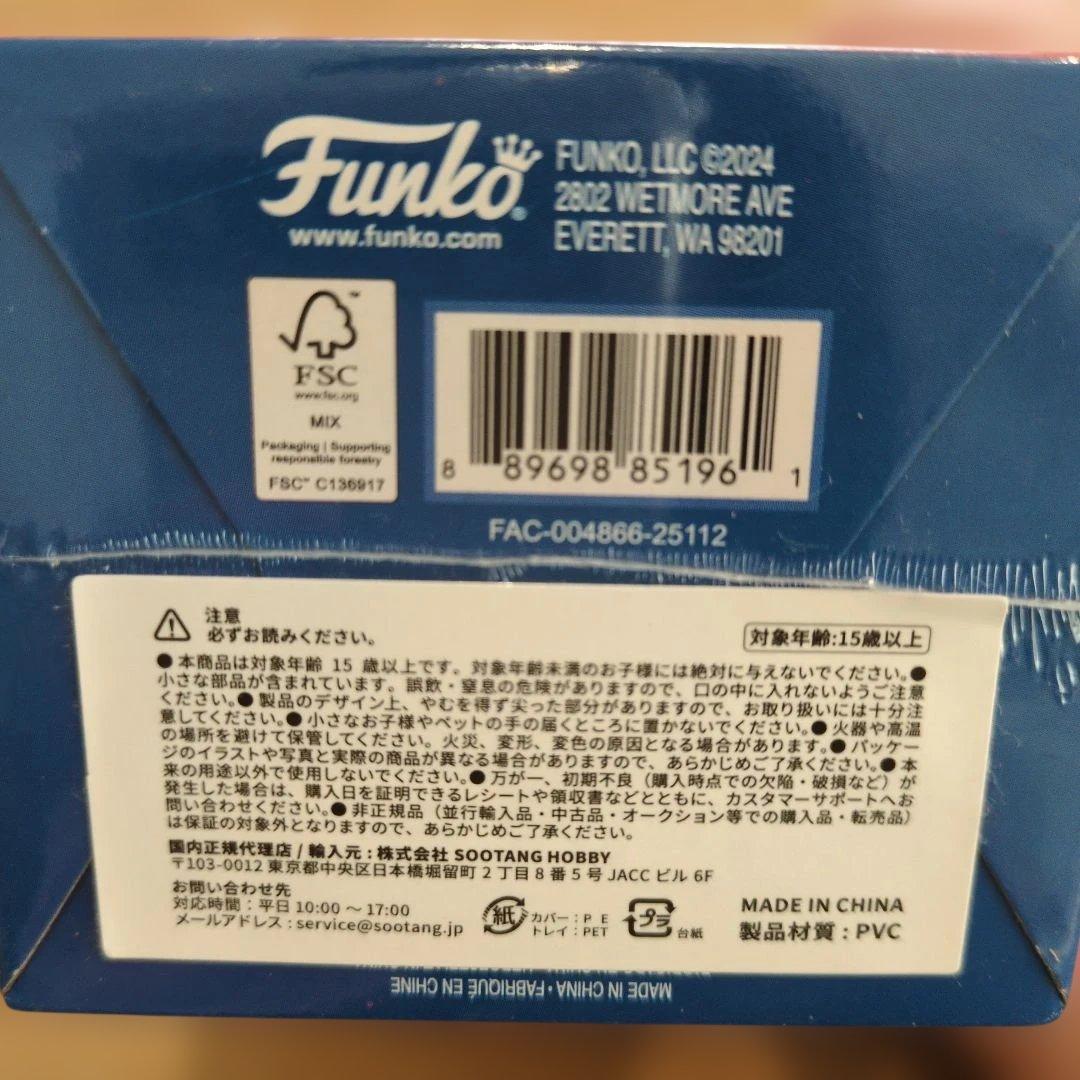 Funko
www.funko.com
FUNKO, LLC ©2024
2802 WETMORE AVE
EVERETT, WA 98201
FSC
www.fsc.org
MIX
Packaging | Supporting
responsible forestry
FSC™ C136917
8 89698 85196 1
FAC-004866-25112
注意
必ずお読みください。
対象年齢:15歳以上
●本商品は対象年齢 15 歳以上です。対象年齢未満のお子様には絶対に与えないでください。●
小さな部品が含まれています。誤飲・窒息の危険がありますので、口の中に入れないようご注意
ください。●製品のデザイン上、やむを得ず尖った部分がありますので、お取り扱いには十分注
意してください。●小さなお子様やペットの手の届くところに置かないでください。●火器や高温
の場所を避けて保管してください。火災、変形、変色の原因となる場合があります。●パッケー
ジのイラストや写真と実際の商品が異なる場合がありますので、あらかじめご了承ください。●本
来の用途以外で使用しないでください。●万が一、初期不良（購入時点での欠陥・破損など）が
発生した場合は、購入日を証明できるレシートや領収書などとともに、カスタマーサポートへお
問い合わせください。●非正規品（並行輸入品・中古品・オークション等での購入品・転売品）
は保証の対象外となりますので、あらかじめご了承ください。
国内正規代理店 / 輸入元 : 株式会社 SOOTANG HOBBY
〒103-0012 東京都中央区日本橋堀留町 2 丁目 8 番 5 号 JACC ビル 6F
お問い合わせ先
対応時間 : 平日 10:00 ～ 17:00
メールアドレス : service@sootang.jp
紙
カバー : P E
トレイ : PET
プラ
台紙
MADE IN CHINA
製品材質 : PVC
MADE IN CHINA • FABRIQUÉ EN CHINE